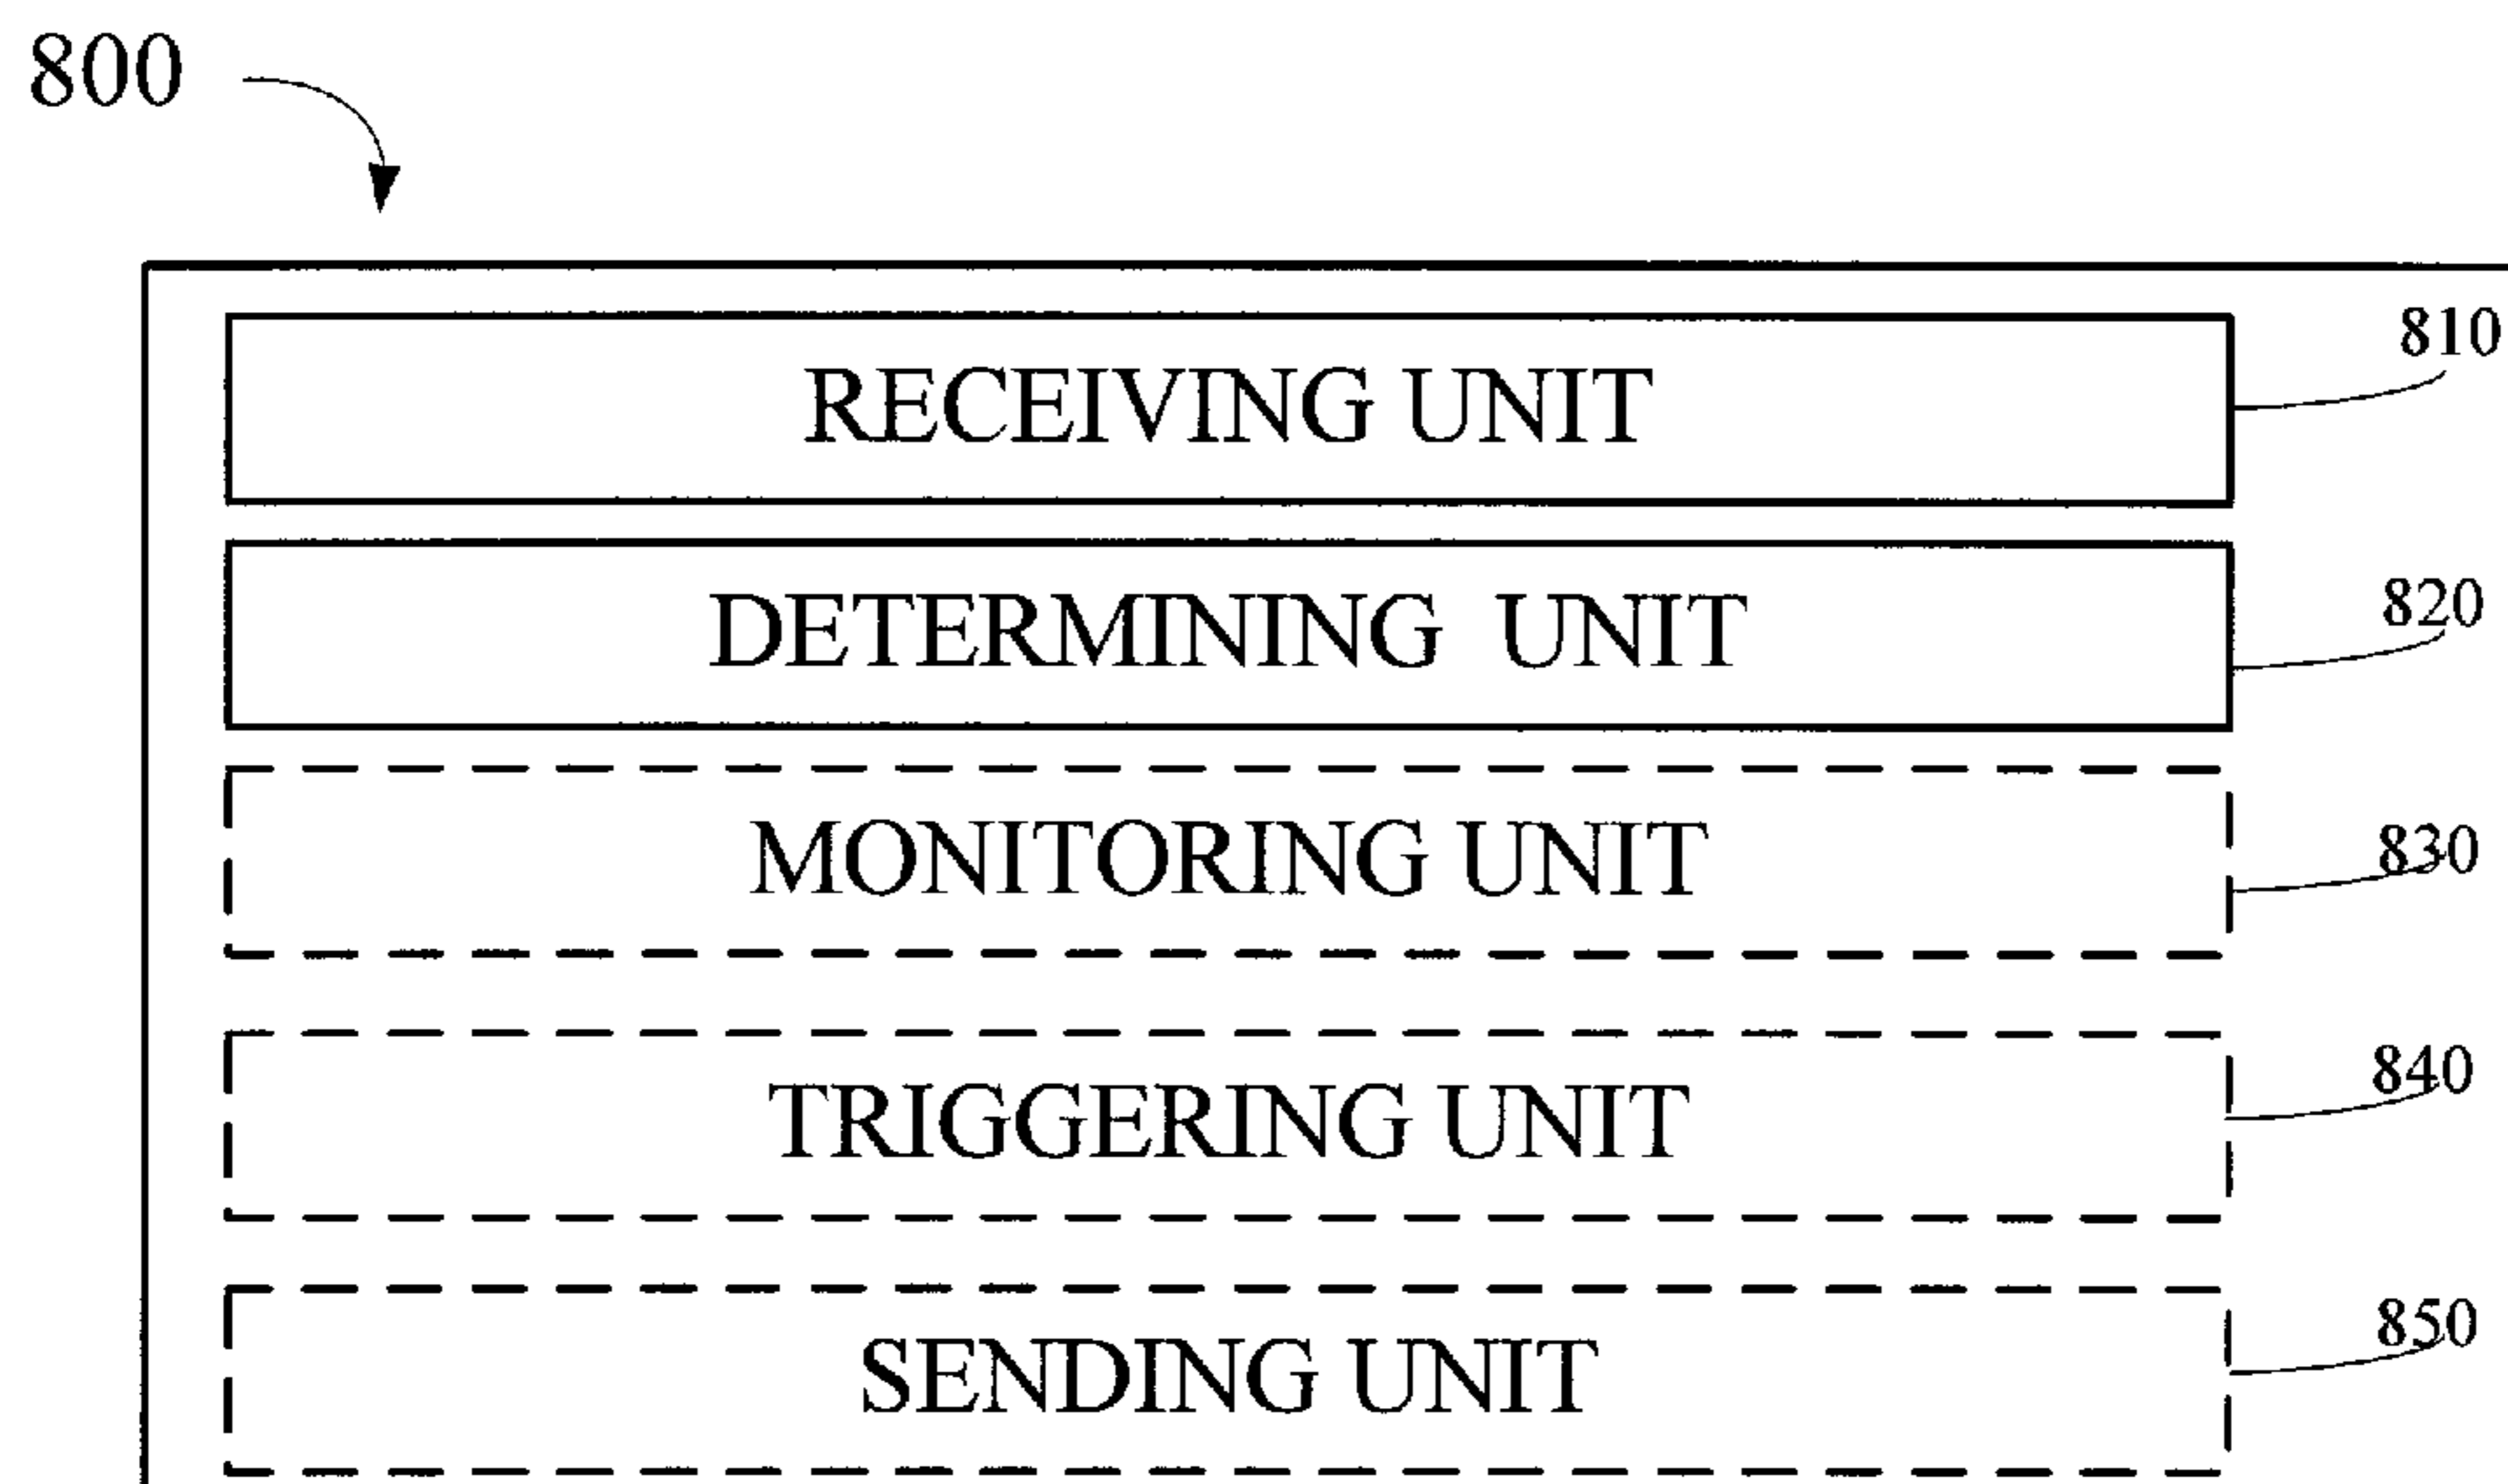 800
810
RECEIVING UNIT
820
DETERMINING UNIT
830
MONITORING UNIT
840
TRIGGERING UNIT
850
SENDING UNIT